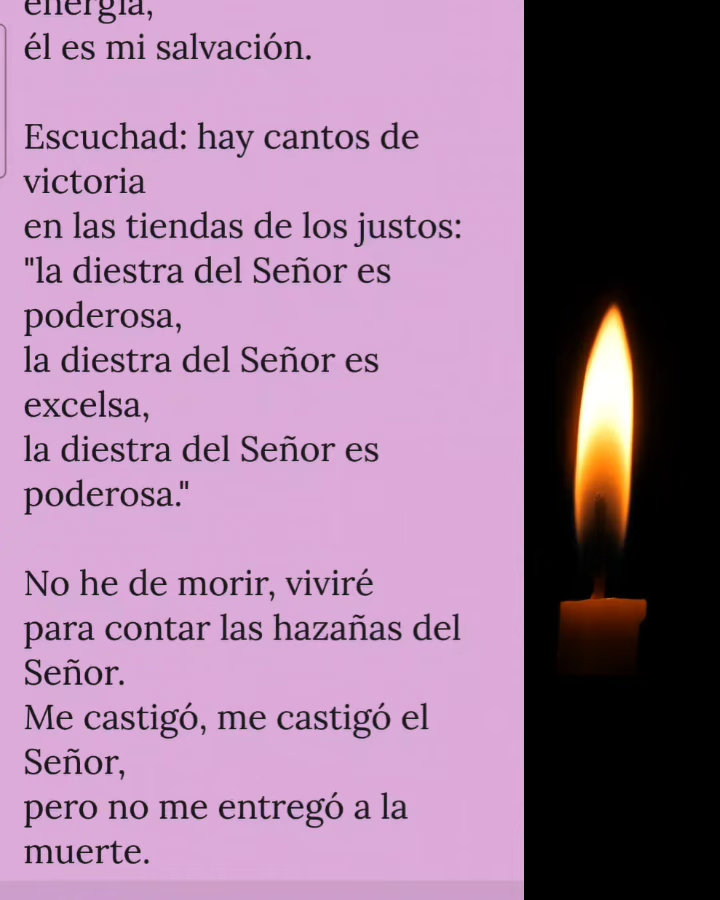 energía,
él es mi salvación.
Escuchad: hay cantos de
victoria
en las tiendas de los justos:
"la diestra del Señor es
poderosa,
la diestra del Señor es
excelsa,
la diestra del Señor es
poderosa."
No he de morir, viviré
para contar las hazañas del
Señor.
Me castigó, me castigó el
Señor,
pero no me entregó a la
muerte.